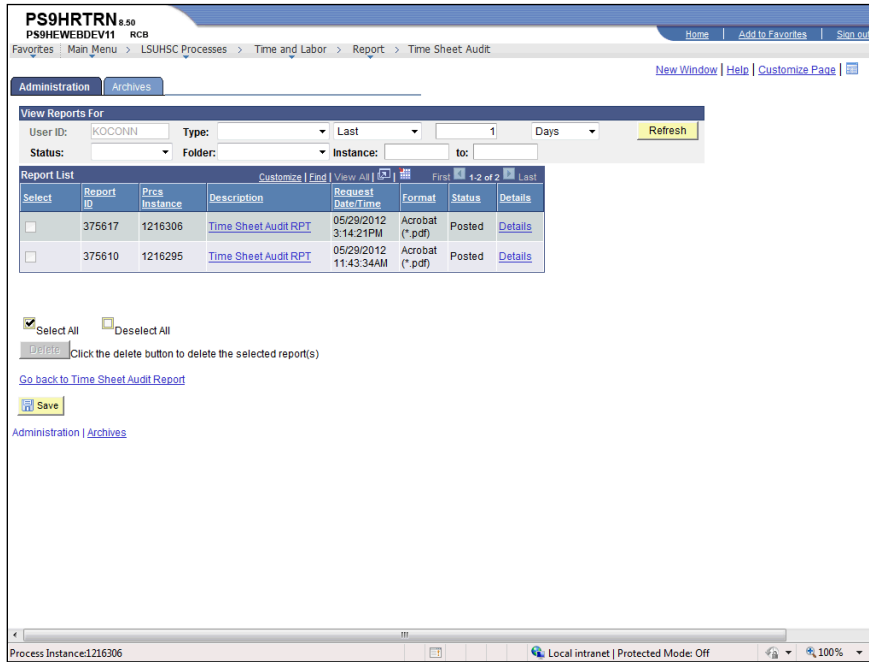 PS9HRTRN 8.50
PS9HEWEBDEV11 RCB
Home | Add to Favorites | Sign out
Favorites Main Menu > LSUHSC Processes > Time and Labor > Report > Time Sheet Audit
New Window | Help | Customize Page |
Administration Archives
View Reports For
User ID: KOCONN Type: Last 1 Days Refresh
Status: Folder: Instance: to:
Report List Customize | Find | View All | | First 1-2 of 2 Last
Select Report ID Prcs Instance Description Request Date/Time Format Status Details
375617 1216306 Time Sheet Audit RPT 05/29/2012 3:14:21PM Acrobat (*.pdf) Posted Details
375610 1216295 Time Sheet Audit RPT 05/29/2012 11:43:34AM Acrobat (*.pdf) Posted Details
Select All Deselect All
Delete Click the delete button to delete the selected report(s)
Go back to Time Sheet Audit Report
Save
Administration | Archives
Process Instance:1216306 Local intranet | Protected Mode: Off 100%